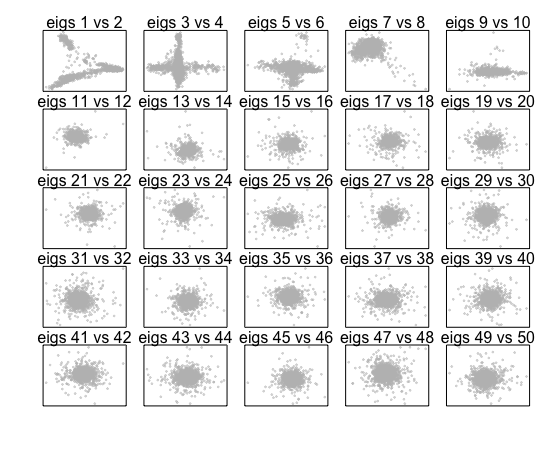 eigs 1 vs 2 eigs 3 vs 4 eigs 5 vs 6 eigs 7 vs 8 eigs 9 vs 10
eigs 11 vs 12 eigs 13 vs 14 eigs 15 vs 16 eigs 17 vs 18 eigs 19 vs 20
eigs 21 vs 22 eigs 23 vs 24 eigs 25 vs 26 eigs 27 vs 28 eigs 29 vs 30
eigs 31 vs 32 eigs 33 vs 34 eigs 35 vs 36 eigs 37 vs 38 eigs 39 vs 40
eigs 41 vs 42 eigs 43 vs 44 eigs 45 vs 46 eigs 47 vs 48 eigs 49 vs 50